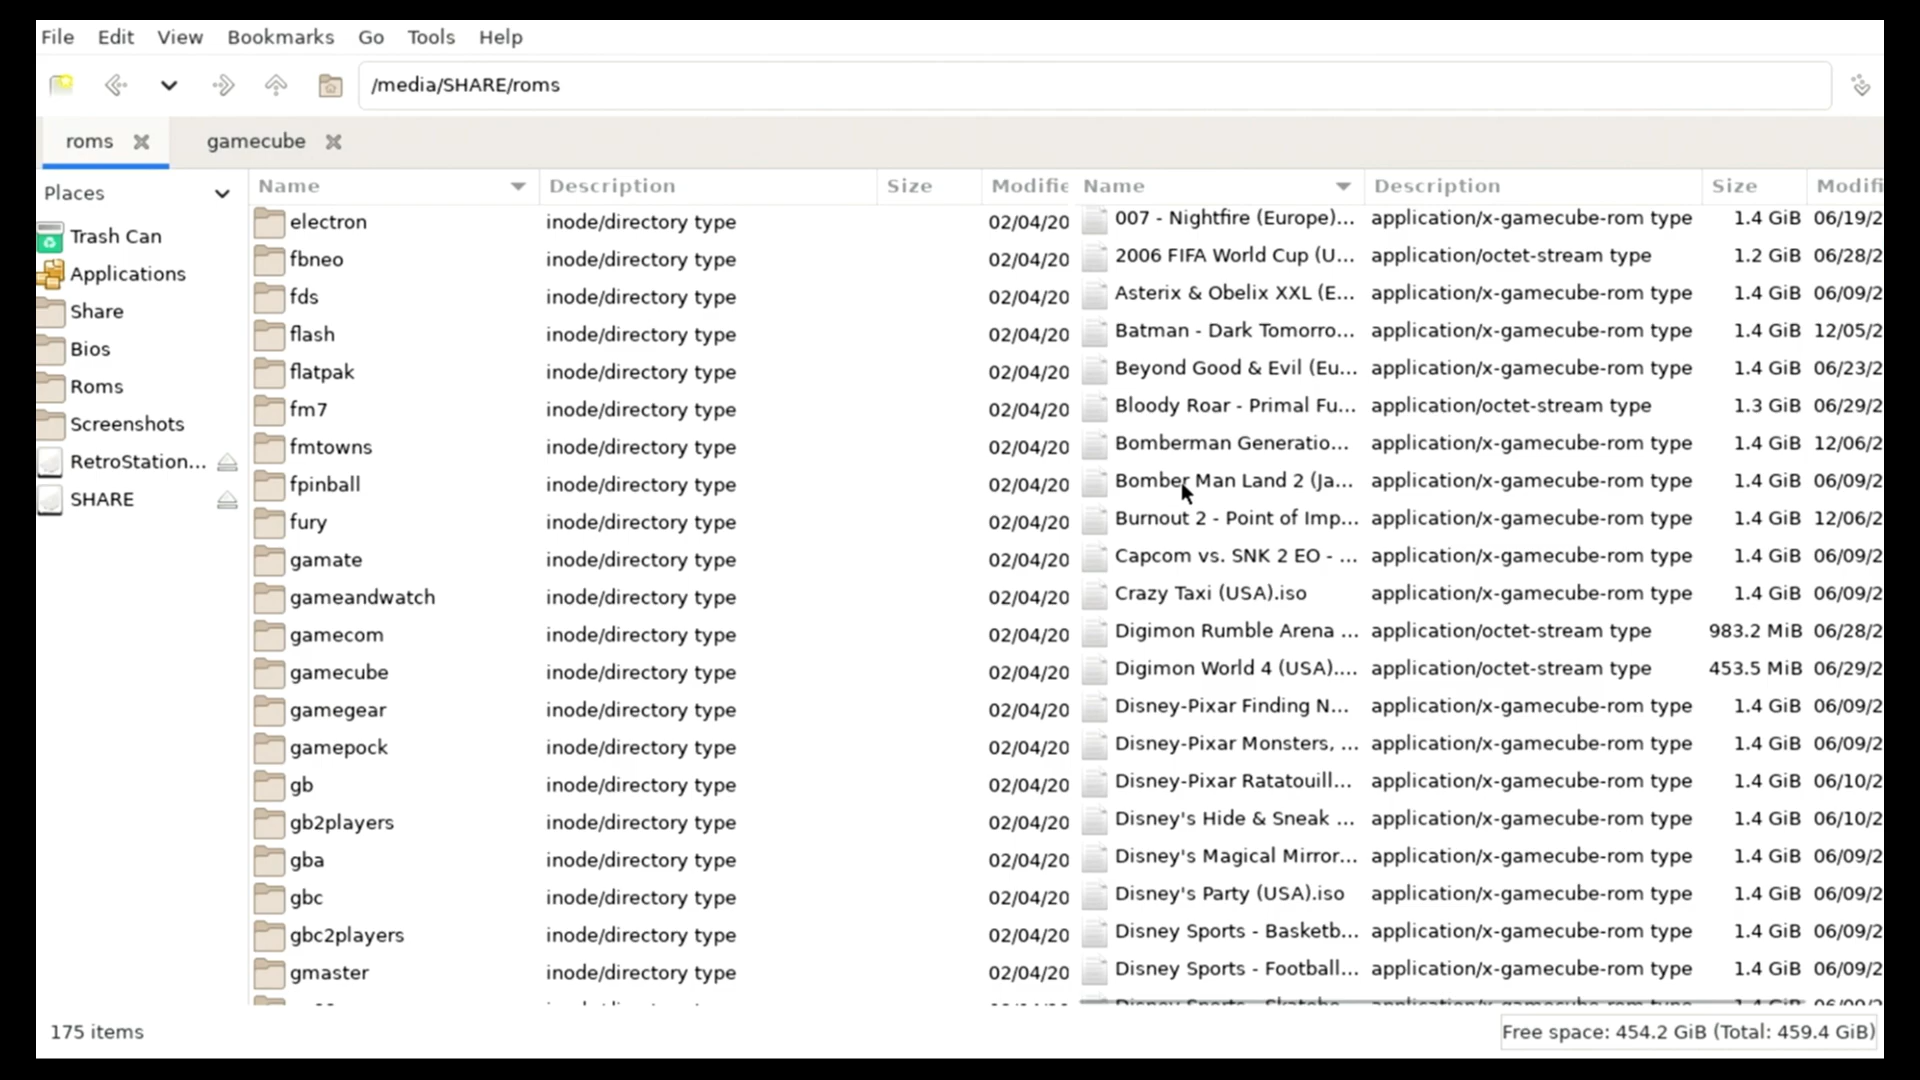 File Edit View Bookmarks Go Tools Help
/media/SHARE/roms
roms gamecube
Places
Trash Can
Applications
Share
Bios
Roms
Screenshots
RetroStation...
SHARE
Name Description Size Modifie
electron inode/directory type 02/04/20
fbneo inode/directory type 02/04/20
fds inode/directory type 02/04/20
flash inode/directory type 02/04/20
flatpak inode/directory type 02/04/20
fm7 inode/directory type 02/04/20
fmtowns inode/directory type 02/04/20
fpinball inode/directory type 02/04/20
fury inode/directory type 02/04/20
gamate inode/directory type 02/04/20
gameandwatch inode/directory type 02/04/20
gamecom inode/directory type 02/04/20
gamecube inode/directory type 02/04/20
gamegear inode/directory type 02/04/20
gamepock inode/directory type 02/04/20
gb inode/directory type 02/04/20
gb2players inode/directory type 02/04/20
gba inode/directory type 02/04/20
gbc inode/directory type 02/04/20
gbc2players inode/directory type 02/04/20
gmaster inode/directory type 02/04/20
Name Description Size Modifi
007 - Nightfire (Europe)... application/x-gamecube-rom type 1.4 GiB 06/19/2
2006 FIFA World Cup (U... application/octet-stream type 1.2 GiB 06/28/2
Asterix & Obelix XXL (E... application/x-gamecube-rom type 1.4 GiB 06/09/2
Batman - Dark Tomorro... application/x-gamecube-rom type 1.4 GiB 12/05/2
Beyond Good & Evil (Eu... application/x-gamecube-rom type 1.4 GiB 06/23/2
Bloody Roar - Primal Fu... application/octet-stream type 1.3 GiB 06/29/2
Bomberman Generatio... application/x-gamecube-rom type 1.4 GiB 12/06/2
Bomber Man Land 2 (Ja... application/x-gamecube-rom type 1.4 GiB 06/09/2
Burnout 2 - Point of Imp... application/x-gamecube-rom type 1.4 GiB 12/06/2
Capcom vs. SNK 2 EO - ... application/x-gamecube-rom type 1.4 GiB 06/09/2
Crazy Taxi (USA).iso application/x-gamecube-rom type 1.4 GiB 06/09/2
Digimon Rumble Arena ... application/octet-stream type 983.2 MiB 06/28/2
Digimon World 4 (USA).... application/octet-stream type 453.5 MiB 06/29/2
Disney-Pixar Finding N... application/x-gamecube-rom type 1.4 GiB 06/09/2
Disney-Pixar Monsters, ... application/x-gamecube-rom type 1.4 GiB 06/09/2
Disney-Pixar Ratatouill... application/x-gamecube-rom type 1.4 GiB 06/10/2
Disney's Hide & Sneak ... application/x-gamecube-rom type 1.4 GiB 06/10/2
Disney's Magical Mirror... application/x-gamecube-rom type 1.4 GiB 06/09/2
Disney's Party (USA).iso application/x-gamecube-rom type 1.4 GiB 06/09/2
Disney Sports - Basketb... application/x-gamecube-rom type 1.4 GiB 06/09/2
Disney Sports - Football... application/x-gamecube-rom type 1.4 GiB 06/09/2
175 items
Free space: 454.2 GiB (Total: 459.4 GiB)